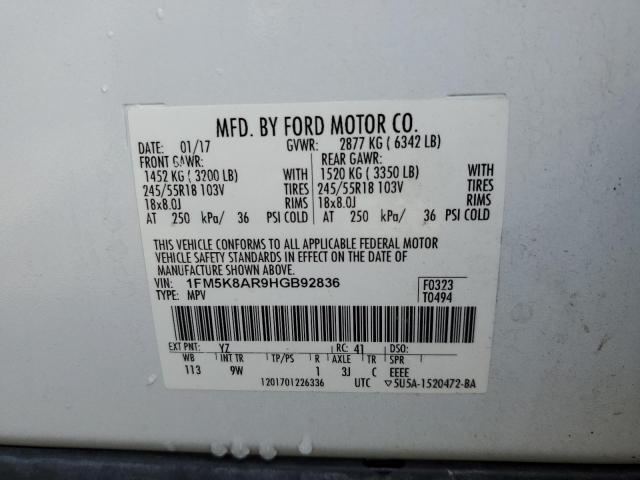 MFD. BY FORD MOTOR CO.
DATE: 01/17 GVWR: 2877 KG ( 6342 LB)
FRONT GAWR: REAR GAWR:
1452 KG ( 3200 LB) WITH 1520 KG ( 3350 LB) WITH
245/55R18 103V TIRES 245/55R18 103V TIRES
18x8.0J RIMS 18x8.0J RIMS
AT 250 kPa/ 36 PSI COLD AT 250 kPa/ 36 PSI COLD
THIS VEHICLE CONFORMS TO ALL APPLICABLE FEDERAL MOTOR
VEHICLE SAFETY STANDARDS IN EFFECT ON THE DATE OF
MANUFACTURE SHOWN ABOVE.
VIN: 1FM5K8AR9HGB92836 F0323
TYPE: MPV T0494
EXT PNT: YZ RC: 41 DSO:
WB INT TR TP/PS R AXLE TR SPR
113 9W 1 3J C EEEE
1201701226336 UTC ▽5U5A-1520472-BA